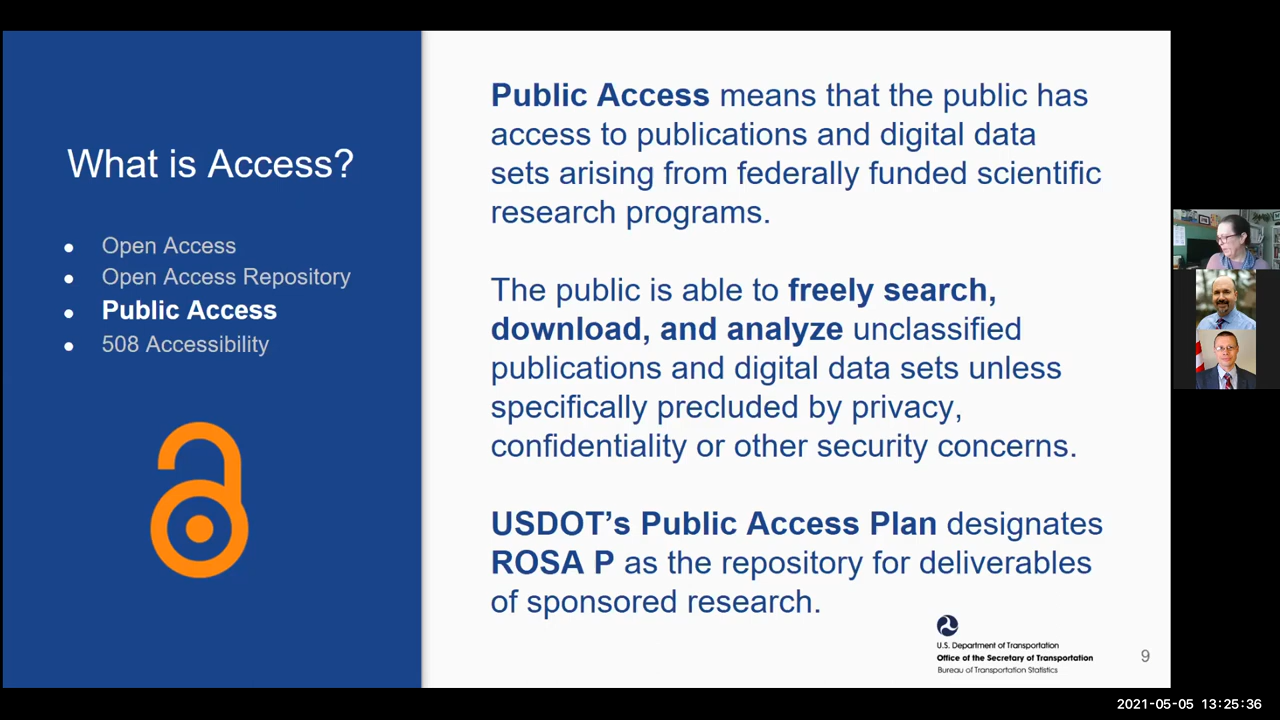 What is Access?
● Open Access
● Open Access Repository
● Public Access
● 508 Accessibility
Public Access means that the public has
access to publications and digital data
sets arising from federally funded scientific
research programs.
The public is able to freely search,
download, and analyze unclassified
publications and digital data sets unless
specifically precluded by privacy,
confidentiality or other security concerns.
USDOT’s Public Access Plan designates
ROSA P as the repository for deliverables
of sponsored research.
U.S. Department of Transportation
Office of the Secretary of Transportation
Bureau of Transportation Statistics
9
2021-05-05 13:25:36